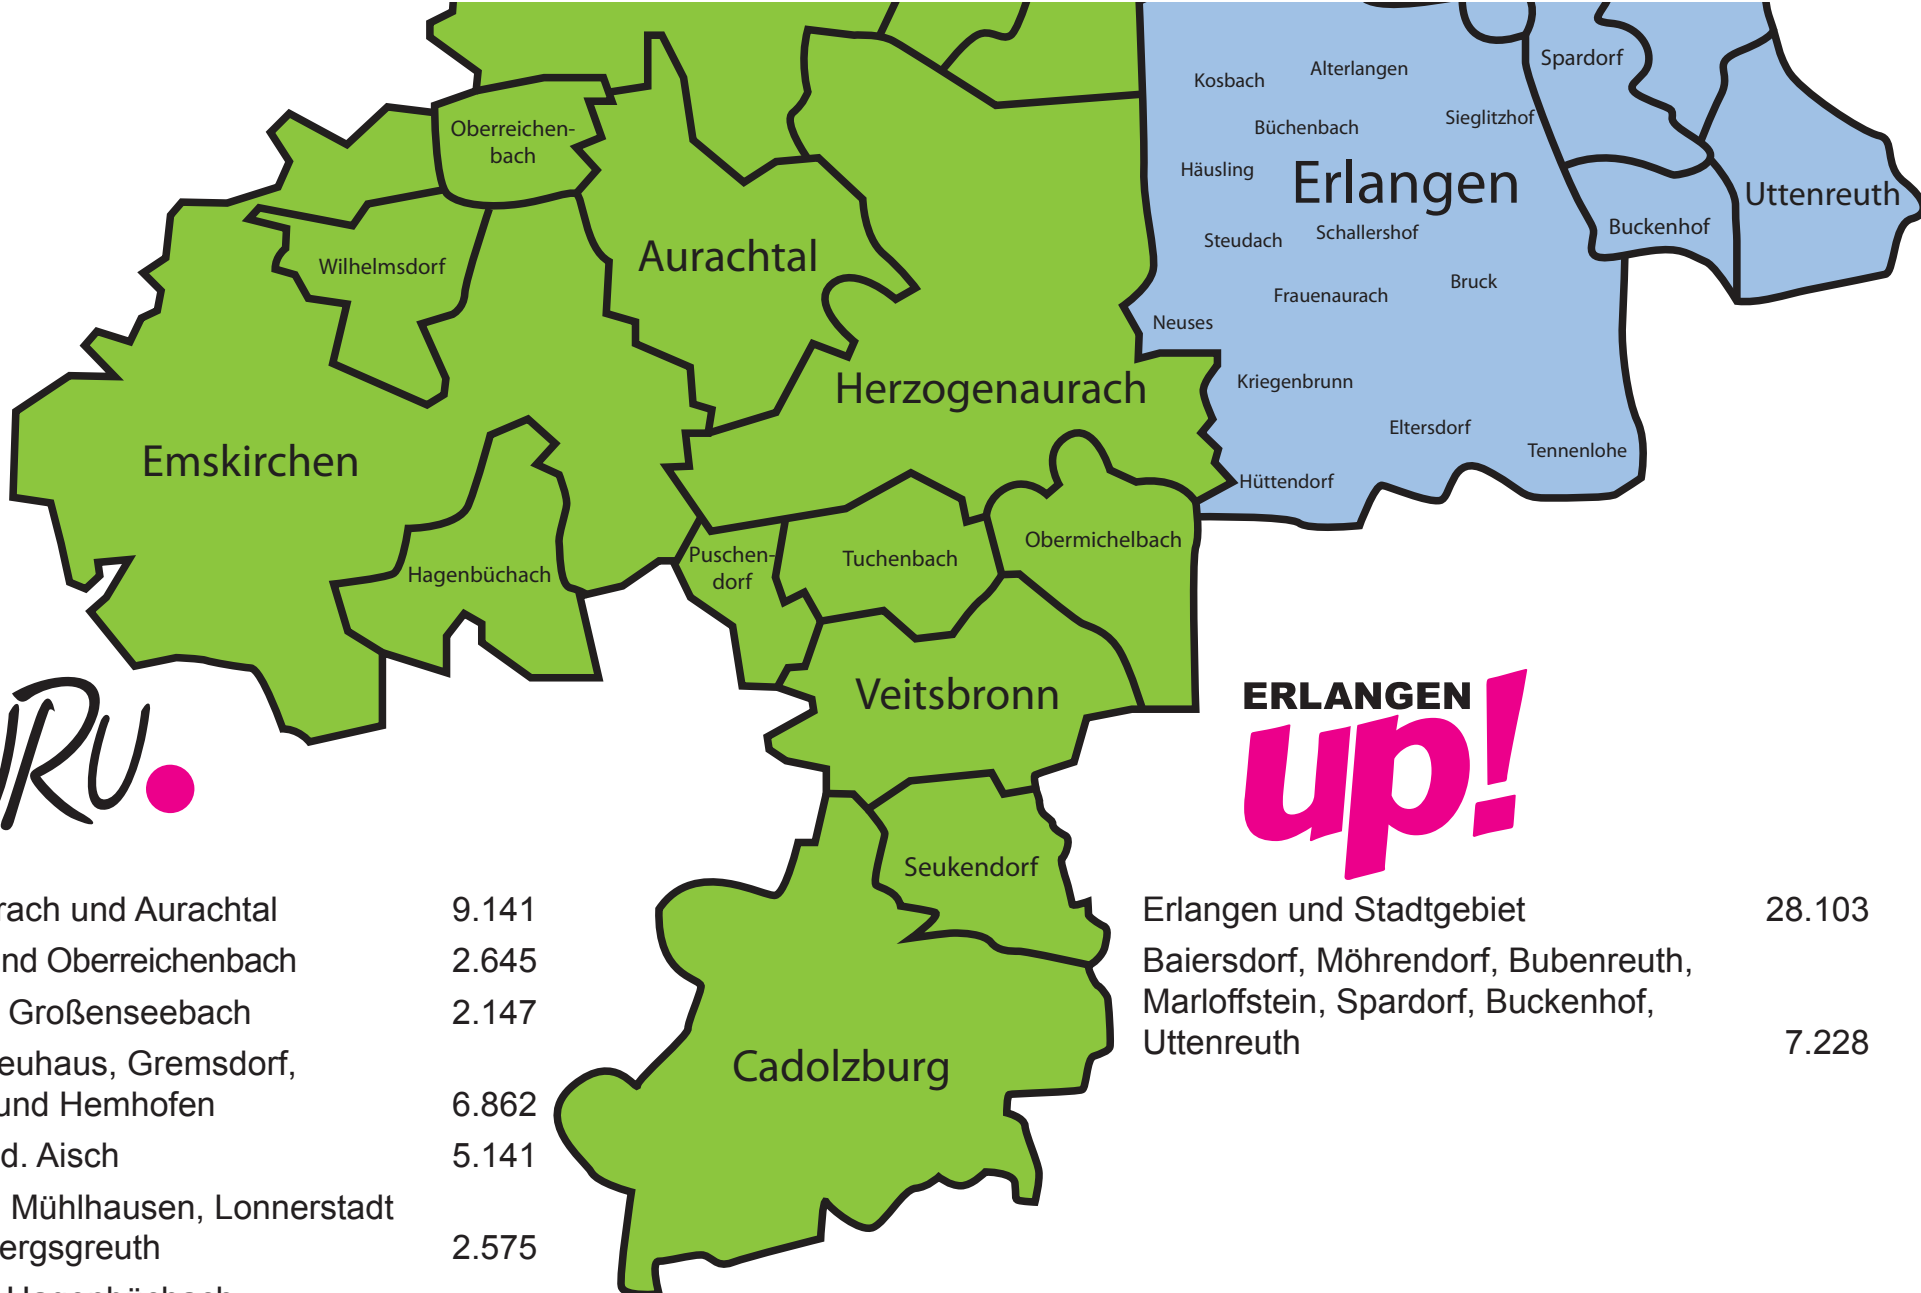 Spardorf
Alterlangen
Kosbach
Sieglitzhof
Büchenbach
Oberreichen-
bach
Häusling
Erlangen
Uttenreuth
Buckenhof
Schallershof
Steudach
Aurachtal
Wilhelmsdorf
Bruck
Frauenaurach
Neuses
Kriegenbrunn
Herzogenaurach
Eltersdorf
Tennenlohe
Emskirchen
Hüttendorf
Obermichelbach
Puschen-
dorf
Tuchenbach
Hagenbüchach
Veitsbronn
ERLANGEN
up!
Seukendorf
Cadolzburg
rach und Aurachtal 9.141
nd Oberreichenbach 2.645
Großenseebach 2.147
euhaus, Gremsdorf,
und Hemhofen 6.862
d. Aisch 5.141
Mühlhausen, Lonnerstadt
ergsgreuth 2.575
Erlangen und Stadtgebiet 28.103
Baiersdorf, Möhrendorf, Bubenreuth,
Marloffstein, Spardorf, Buckenhof,
Uttenreuth 7.228